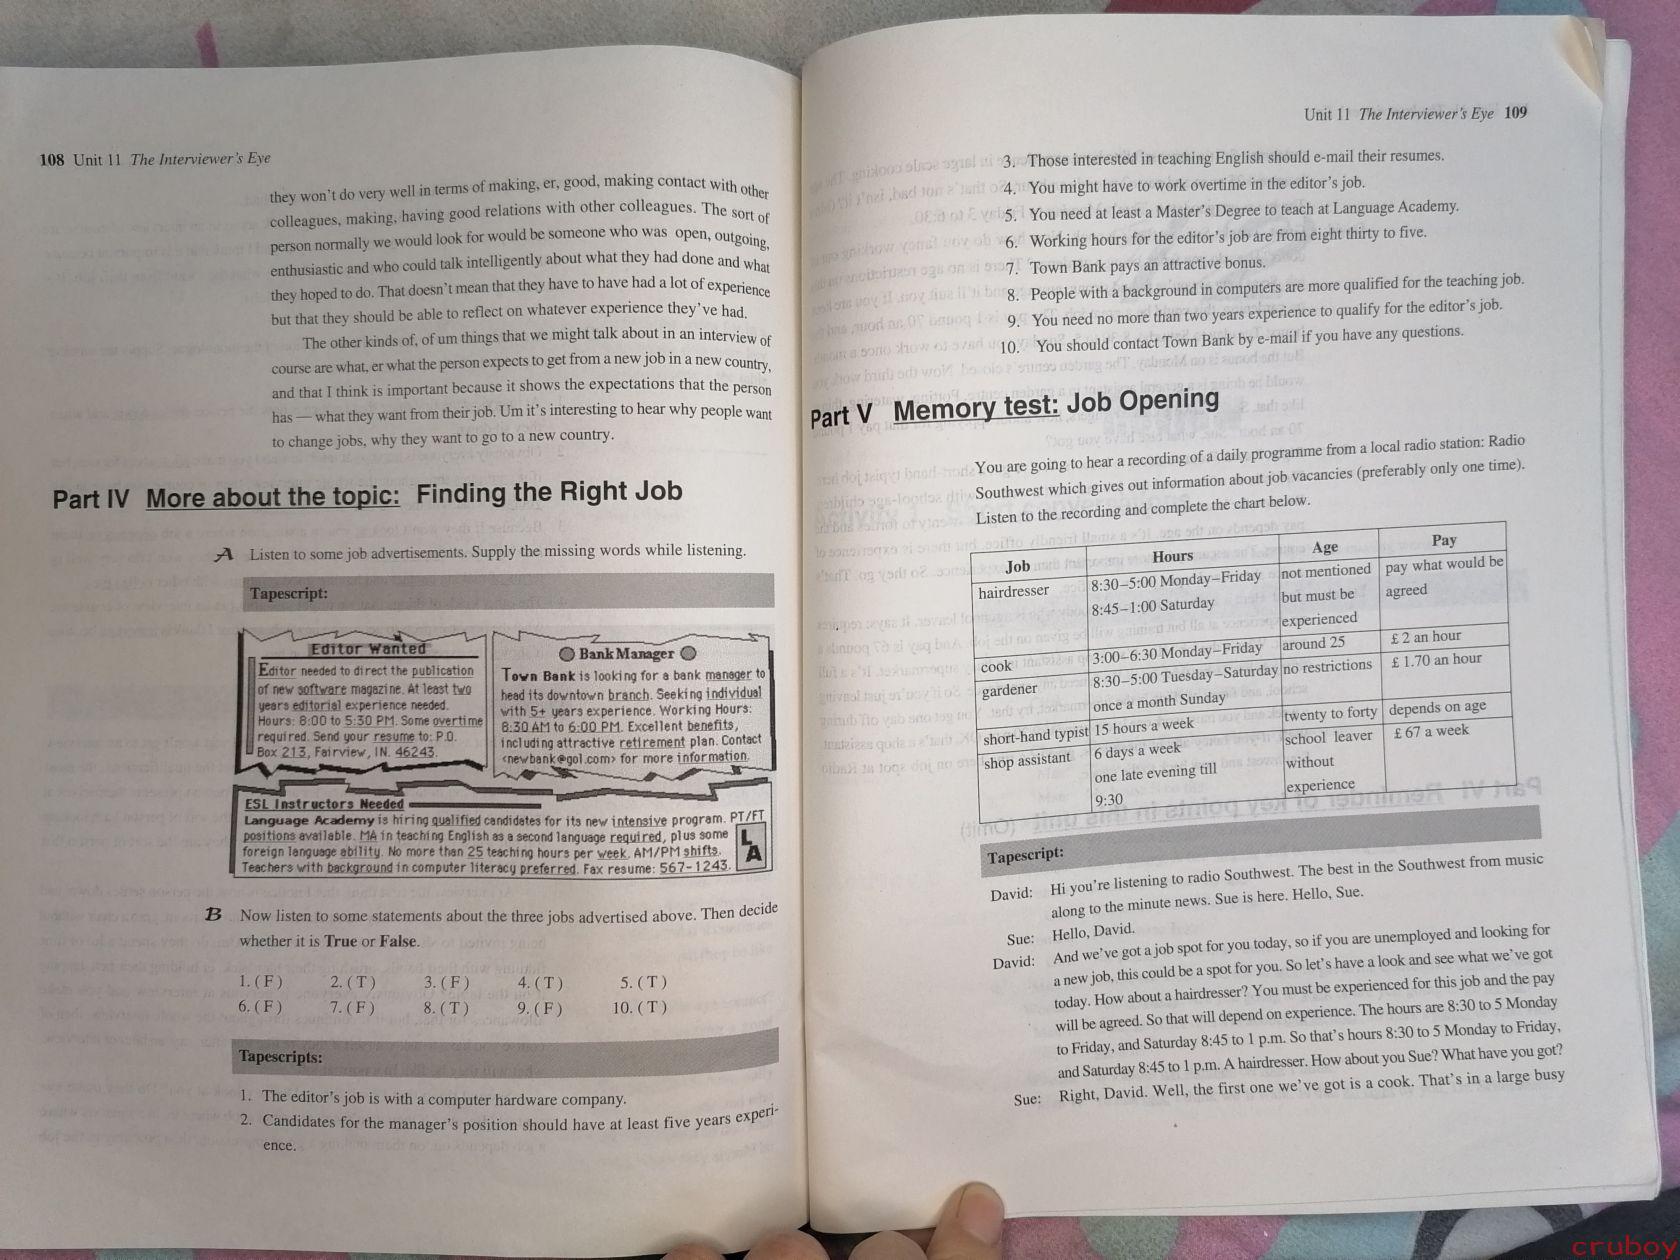 108 Unit 11 The Interviewer's Eye
they won't do very well in terms of making, er, good, making contact with other
colleagues, making, having good relations with other colleagues. The sort of
person normally we would look for would be someone who was open, outgoing,
enthusiastic and who could talk intelligently about what they had done and what
they hoped to do. That doesn't mean that they have to have had a lot of experience
but that they should be able to reflect on whatever experience they've had.
The other kinds of, of um things that we might talk about in an interview of
course are what, er what the person expects to get from a new job in a new country,
and that I think is important because it shows the expectations that the person
has — what they want from their job. Um it's interesting to hear why people want
to change jobs, why they want to go to a new country.
Part IV More about the topic: Finding the Right Job
A Listen to some job advertisements. Supply the missing words while listening.
Tapescript:
Editor Wanted
Editor needed to direct the publication
of new software magazine. At least two
years editorial experience needed.
Hours: 8:00 to 5:30 PM. Some overtime
required. Send your resume to: P.O.
Box 213, Fairview, IN. 46243.
Bank Manager
Town Bank is looking for a bank manager to
head its downtown branch. Seeking individual
with 5+ years experience. Working Hours:
8:30 AM to 6:00 PM. Excellent benefits,
including attractive retirement plan. Contact
<newbank@gol.com> for more information.
ESL Instructors Needed
Language Academy is hiring qualified candidates for its new intensive program. PT/FT
positions available. MA in teaching English as a second language required, plus some
foreign language ability. No more than 25 teaching hours per week. AM/PM shifts.
Teachers with background in computer literacy preferred. Fax resume: 567-1243.
L
A
B Now listen to some statements about the three jobs advertised above. Then decide
whether it is True or False.
1. ( F ) 2. ( T ) 3. ( F ) 4. ( T ) 5. ( T )
6. ( F ) 7. ( F ) 8. ( T ) 9. ( F ) 10. ( T )
Tapescripts:
1. The editor's job is with a computer hardware company.
2. Candidates for the manager's position should have at least five years experi-
ence.
Unit 11 The Interviewer's Eye 109
3. Those interested in teaching English should e-mail their resumes.
4. You might have to work overtime in the editor's job.
5. You need at least a Master's Degree to teach at Language Academy.
6. Working hours for the editor's job are from eight thirty to five.
7. Town Bank pays an attractive bonus.
8. People with a background in computers are more qualified for the teaching job.
9. You need no more than two years experience to qualify for the editor's job.
10. You should contact Town Bank by e-mail if you have any questions.
Part V Memory test: Job Opening
You are going to hear a recording of a daily programme from a local radio station: Radio
Southwest which gives out information about job vacancies (preferably only one time).
Listen to the recording and complete the chart below.
Job Hours Age Pay
hairdresser 8:30–5:00 Monday–Friday not mentioned pay what would be
8:45–1:00 Saturday but must be agreed
experienced
cook 3:00–6:30 Monday–Friday around 25 £ 2 an hour
gardener 8:30–5:00 Tuesday–Saturday no restrictions £ 1.70 an hour
once a month Sunday
short-hand typist 15 hours a week twenty to forty depends on age
shop assistant 6 days a week school leaver £ 67 a week
one late evening till without
9:30 experience
Tapescript:
David: Hi you're listening to radio Southwest. The best in the Southwest from music
along to the minute news. Sue is here. Hello, Sue.
Sue: Hello, David.
David: And we've got a job spot for you today, so if you are unemployed and looking for
a new job, this could be a spot for you. So let's have a look and see what we've got
today. How about a hairdresser? You must be experienced for this job and the pay
will be agreed. So that will depend on experience. The hours are 8:30 to 5 Monday
to Friday, and Saturday 8:45 to 1 p.m. So that's hours 8:30 to 5 Monday to Friday,
and Saturday 8:45 to 1 p.m. A hairdresser. How about you Sue? What have you got?
Sue: Right, David. Well, the first one we've got is a cook. That's in a large busy
cruboy